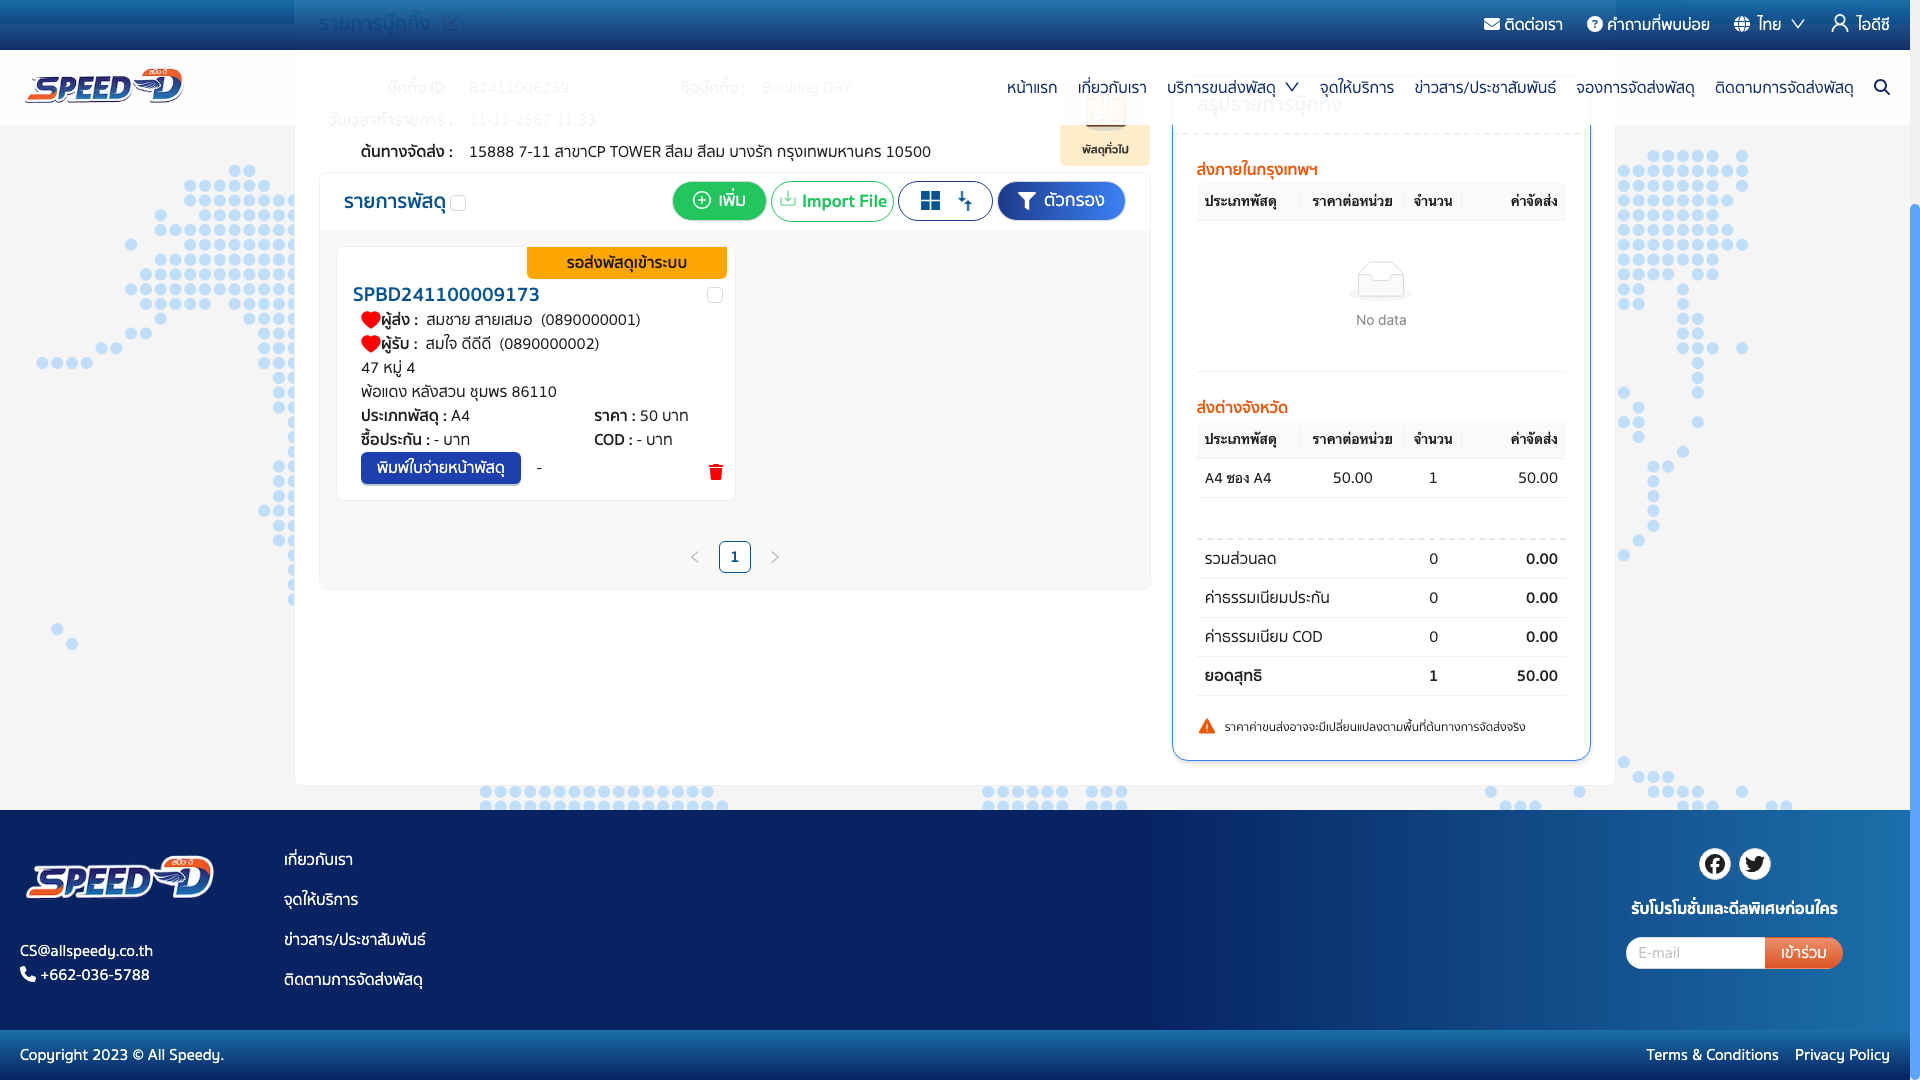 รายการบุ๊คกิ้ง
ติดต่อเรา
คำถามที่พบบ่อย
ไทย
ไอดีซี
สปีด-ดี
SPEED-D
หน้าแรก
เกี่ยวกับเรา
บริการขนส่งพัสดุ
จุดให้บริการ
ข่าวสาร/ประชาสัมพันธ์
จองการจัดส่งพัสดุ
ติดตามการจัดส่งพัสดุ
บุ๊คกิ้ง ID : B2411006239
ชื่อบุ๊คกิ้ง : Booking DRY
วันเวลาทำรายการ : 11-11-2567 11:33
ต้นทางจัดส่ง : 15888 7-11 สาขาCP TOWER สีลม สีลม บางรัก กรุงเทพมหานคร 10500
พัสดุทั่วไป
รายการพัสดุ
เพิ่ม
Import File
ตัวกรอง
รอส่งพัสดุเข้าระบบ
SPBD241100009173
ผู้ส่ง : สมชาย สายเสมอ (0890000001)
ผู้รับ : สมใจ ดีดีดี (0890000002)
47 หมู่ 4
พ้อแดง หลังสวน ชุมพร 86110
ประเภทพัสดุ : A4
ราคา : 50 บาท
ซื้อประกัน : - บาท
COD : - บาท
พิมพ์ใบจ่ายหน้าพัสดุ
-
1
สรุปรายการบุ๊คกิ้ง
ส่งภายในกรุงเทพฯ
ประเภทพัสดุ ราคาต่อหน่วย จำนวน ค่าจัดส่ง
No data
ส่งต่างจังหวัด
ประเภทพัสดุ ราคาต่อหน่วย จำนวน ค่าจัดส่ง
A4 ซอง A4 50.00 1 50.00
รวมส่วนลด 0 0.00
ค่าธรรมเนียมประกัน 0 0.00
ค่าธรรมเนียม COD 0 0.00
ยอดสุทธิ 1 50.00
ราคาค่าขนส่งอาจจะมีเปลี่ยนแปลงตามพื้นที่ต้นทางการจัดส่งจริง
สปีด-ดี
SPEED-D
CS@allspeedy.co.th
+662-036-5788
เกี่ยวกับเรา
จุดให้บริการ
ข่าวสาร/ประชาสัมพันธ์
ติดตามการจัดส่งพัสดุ
รับโปรโมชั่นและดีลพิเศษก่อนใคร
E-mail
เข้าร่วม
Copyright 2023 © All Speedy.
Terms & Conditions
Privacy Policy